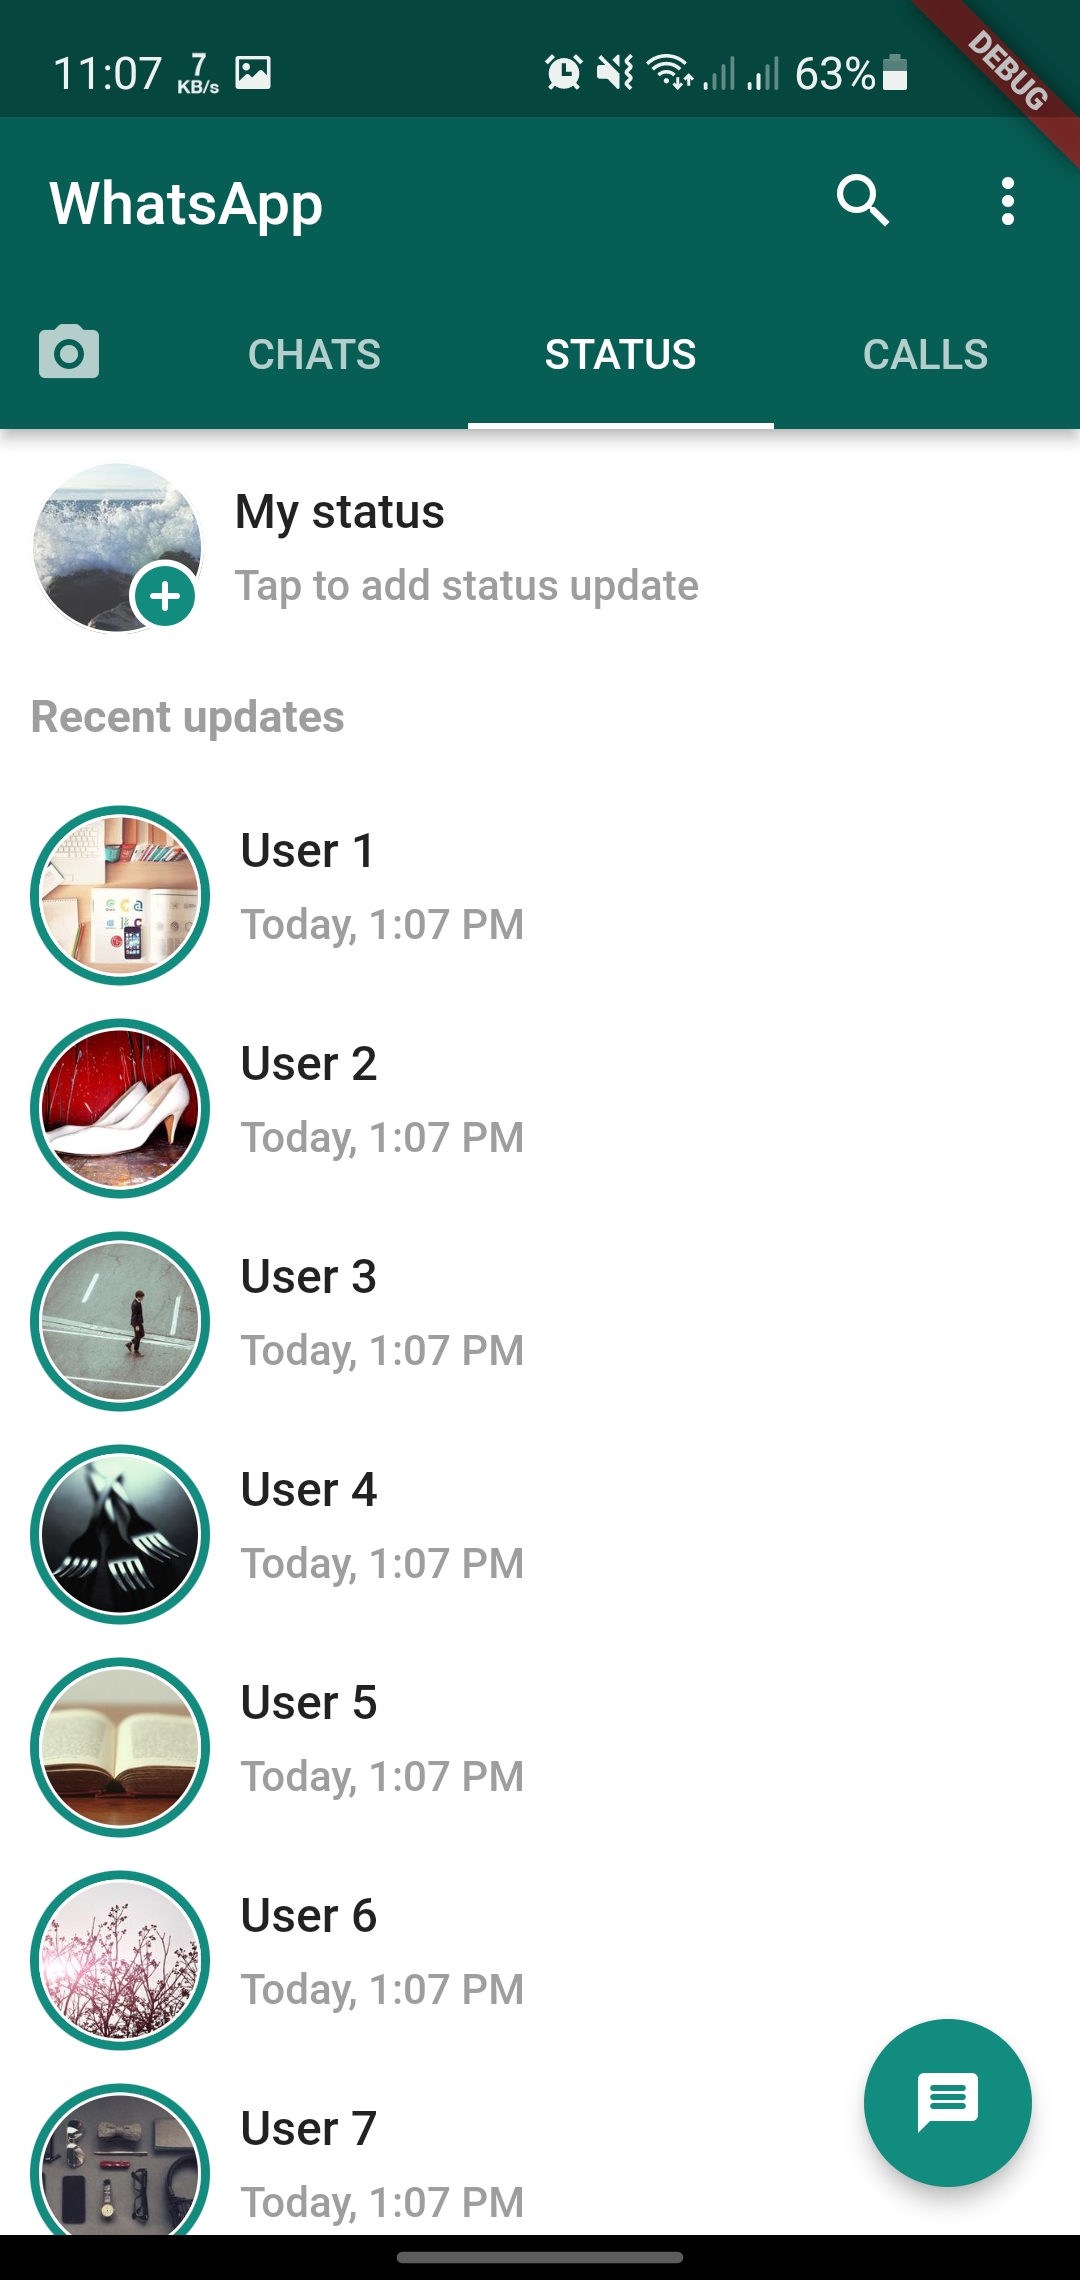 11:07 7 KB/s 63%
DEBUG
WhatsApp
CHATS STATUS CALLS
My status
Tap to add status update
Recent updates
User 1
Today, 1:07 PM
User 2
Today, 1:07 PM
User 3
Today, 1:07 PM
User 4
Today, 1:07 PM
User 5
Today, 1:07 PM
User 6
Today, 1:07 PM
User 7
Today, 1:07 PM